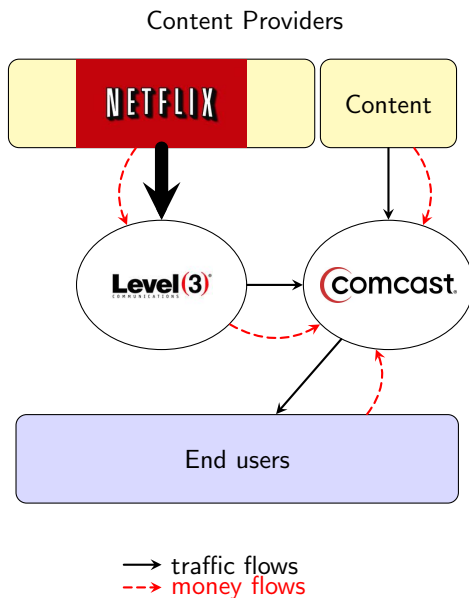 Content Providers
NETFLIX
Content
Level(3)®
COMMUNICATIONS
comcast®
End users
traffic flows
money flows